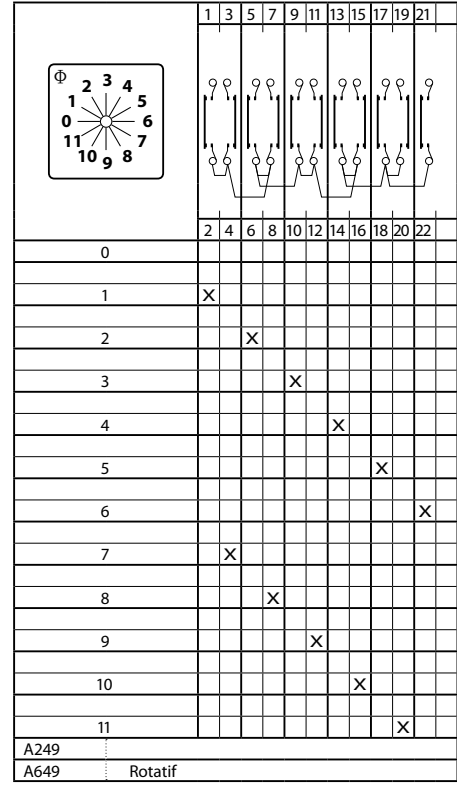 1 3 5 7 9 11 13 15 17 19 21
Φ
2 3 4
1 5
0 6
11 7
10 9 8
2 4 6 8 10 12 14 16 18 20 22
0
1 X
2 X
3 X
4 X
5 X
6 X
7 X
8 X
9 X
10 X
11 X
A249
A649 Rotatif